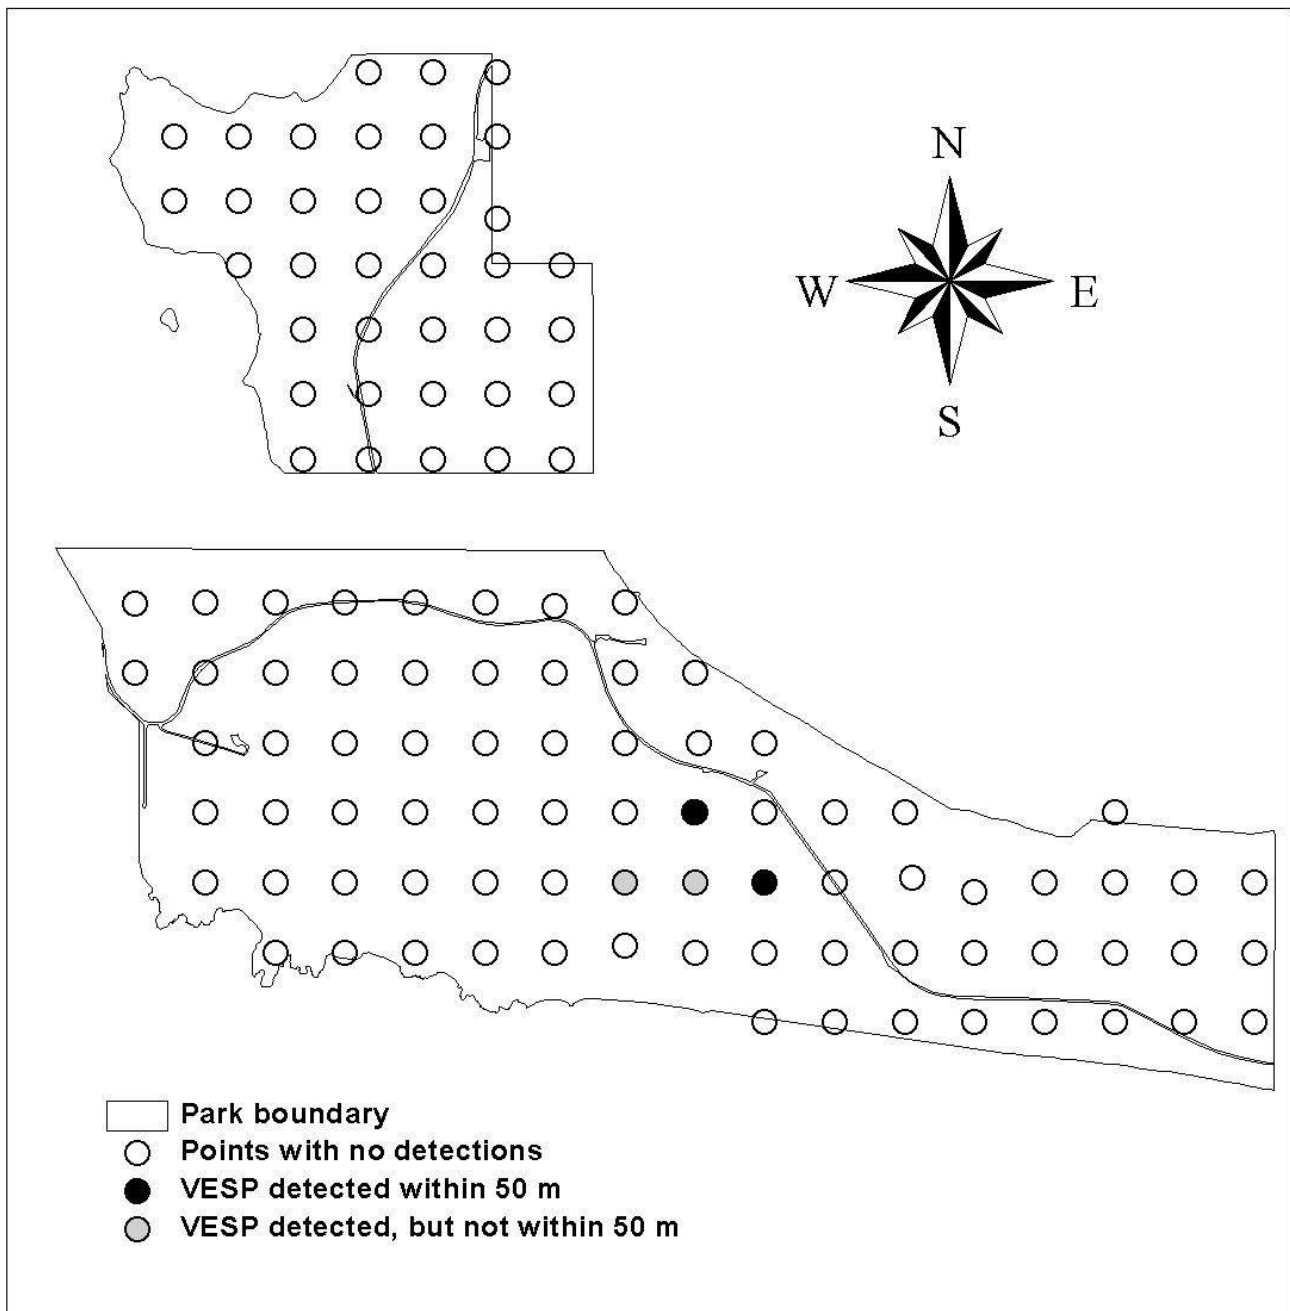 N
W E
S
Park boundary
Points with no detections
VESP detected within 50 m
VESP detected, but not within 50 m